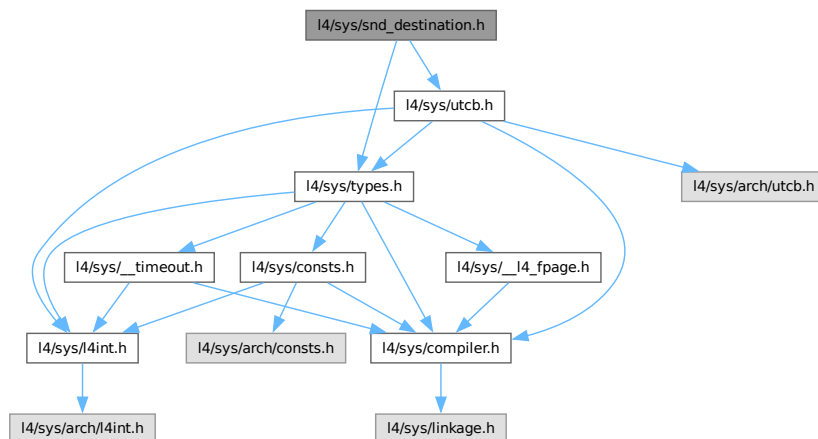 l4/sys/snd_destination.h
l4/sys/utcb.h
l4/sys/types.h
l4/sys/arch/utcb.h
l4/sys/__timeout.h
l4/sys/consts.h
l4/sys/__l4_fpage.h
l4/sys/l4int.h
l4/sys/arch/consts.h
l4/sys/compiler.h
l4/sys/arch/l4int.h
l4/sys/linkage.h